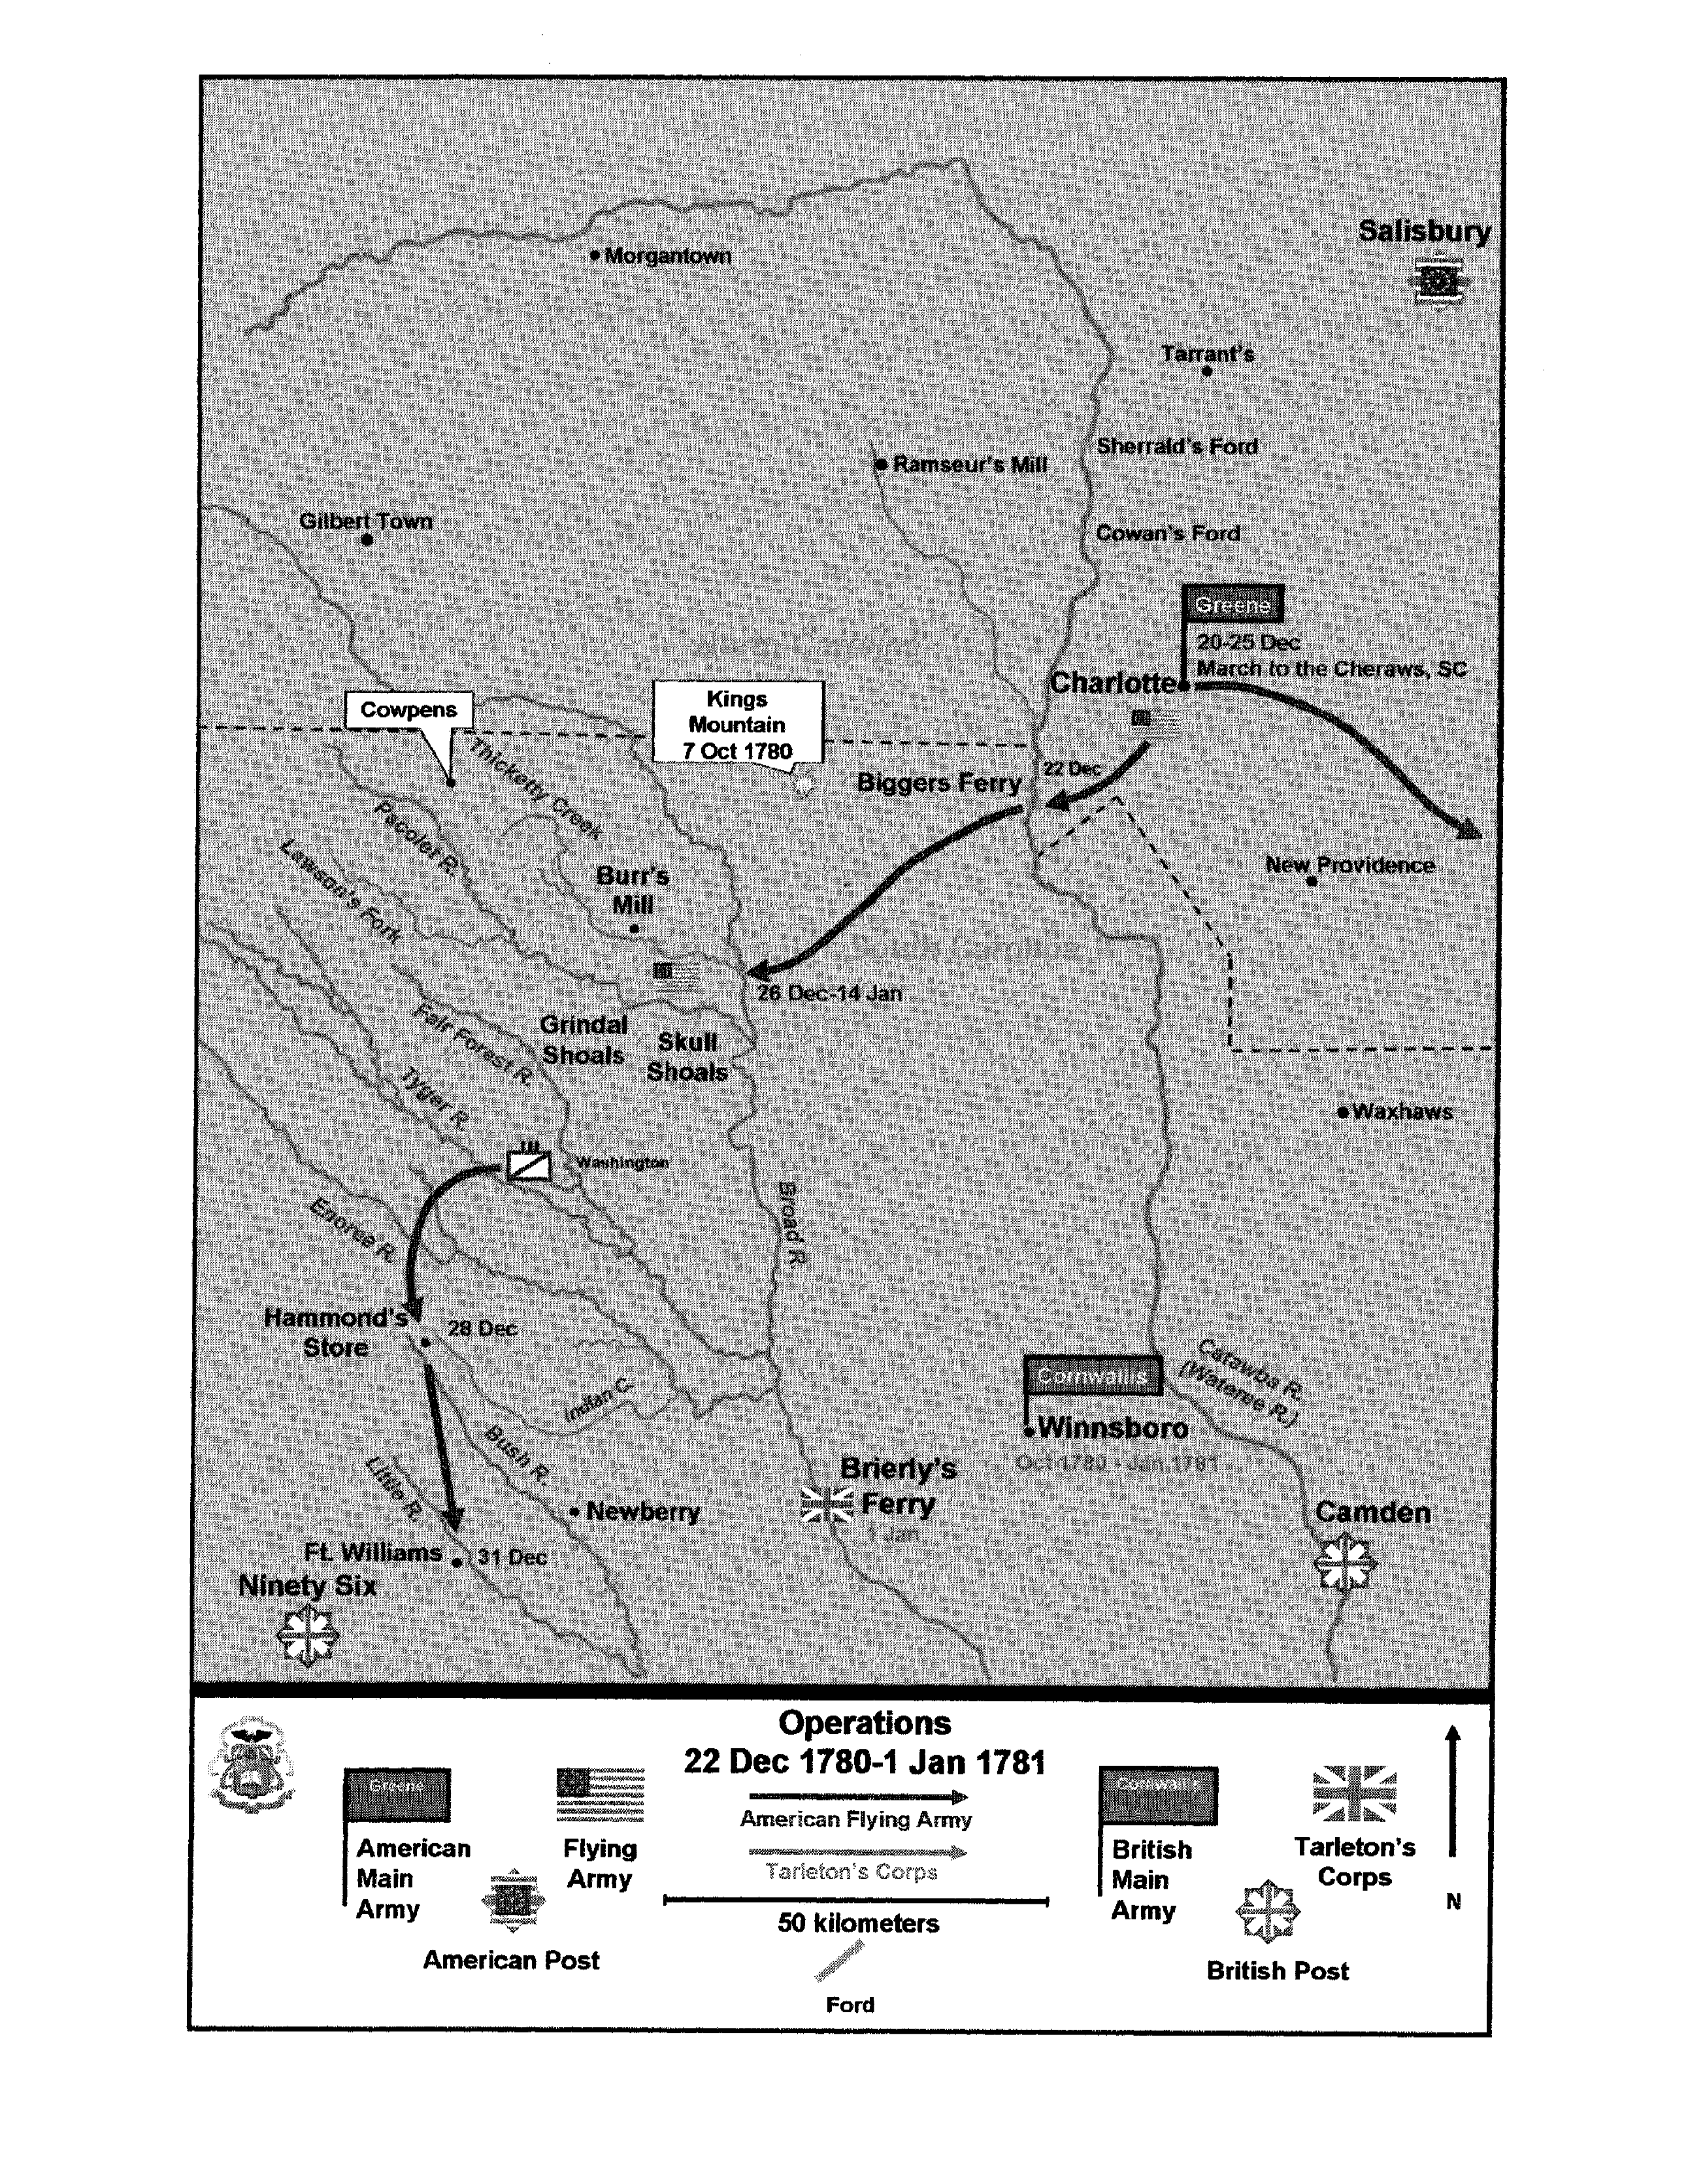 Salisbury
Morgantown
Tarrant's
Sherrald's Ford
Ramseur's Mill
Gilbert Town
Cowan's Ford
Greene
20-25 Dec
March to the Cheraws, SC
North Carolina
Charlotte
Kings
Mountain
7 Oct 1780
Cowpens
Thicketty Creek
22 Dec
Biggers Ferry
Pacolet R.
Lawson's Fork
New Providence
Burr's
Mill
South Carolina
26 Dec-14 Jan
Fair Forest R.
Grindal
Shoals
Skull
Shoals
Tyger R.
Waxhaws
Washington
Broad R.
Enoree R.
Hammond's
Store
28 Dec
Catawba R.
(Wateree R.)
Cornwallis
Winnsboro
Oct 1780 - Jan 1781
Indian C.
Bush R.
Little R.
Brierly's
Ferry
1 Jan
Newberry
Camden
Ft. Williams
31 Dec
Ninety Six
Operations
22 Dec 1780-1 Jan 1781
Greene
American
Main
Army
Flying
Army
American Post
American Flying Army
Tarleton's Corps
50 kilometers
Ford
Cornwallis
British
Main
Army
Tarleton's
Corps
British Post
N